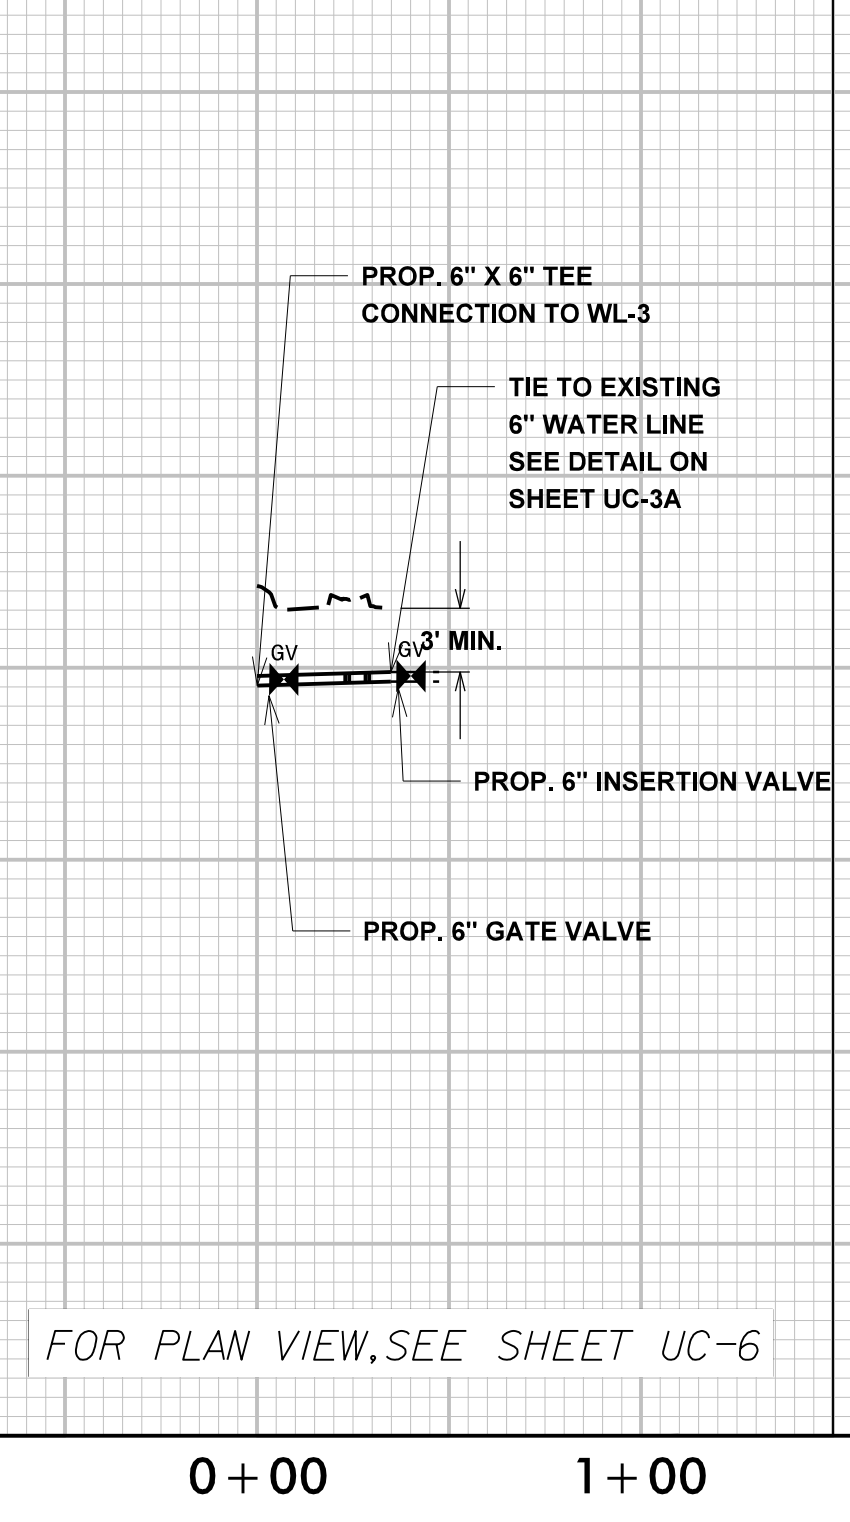 PROP. 6" X 6" TEE
CONNECTION TO WL-3
TIE TO EXISTING
6" WATER LINE
SEE DETAIL ON
SHEET UC-3A
3' MIN.
GV
GV
PROP. 6" INSERTION VALVE
PROP. 6" GATE VALVE
FOR PLAN VIEW, SEE SHEET UC-6
0+00
1+00